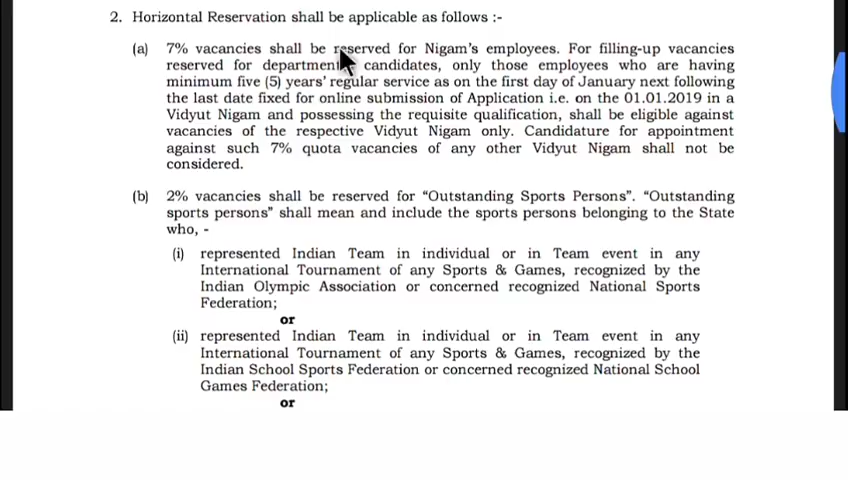 2. Horizontal Reservation shall be applicable as follows :-
(a) 7% vacancies shall be reserved for Nigam's employees. For filling-up vacancies
reserved for department candidates, only those employees who are having
minimum five (5) years' regular service as on the first day of January next following
the last date fixed for online submission of Application i.e. on the 01.01.2019 in a
Vidyut Nigam and possessing the requisite qualification, shall be eligible against
vacancies of the respective Vidyut Nigam only. Candidature for appointment
against such 7% quota vacancies of any other Vidyut Nigam shall not be
considered.
(b) 2% vacancies shall be reserved for “Outstanding Sports Persons”. “Outstanding
sports persons” shall mean and include the sports persons belonging to the State
who, -
(i) represented Indian Team in individual or in Team event in any
International Tournament of any Sports & Games, recognized by the
Indian Olympic Association or concerned recognized National Sports
Federation;
or
(ii) represented Indian Team in individual or in Team event in any
International Tournament of any Sports & Games, recognized by the
Indian School Sports Federation or concerned recognized National School
Games Federation;
or